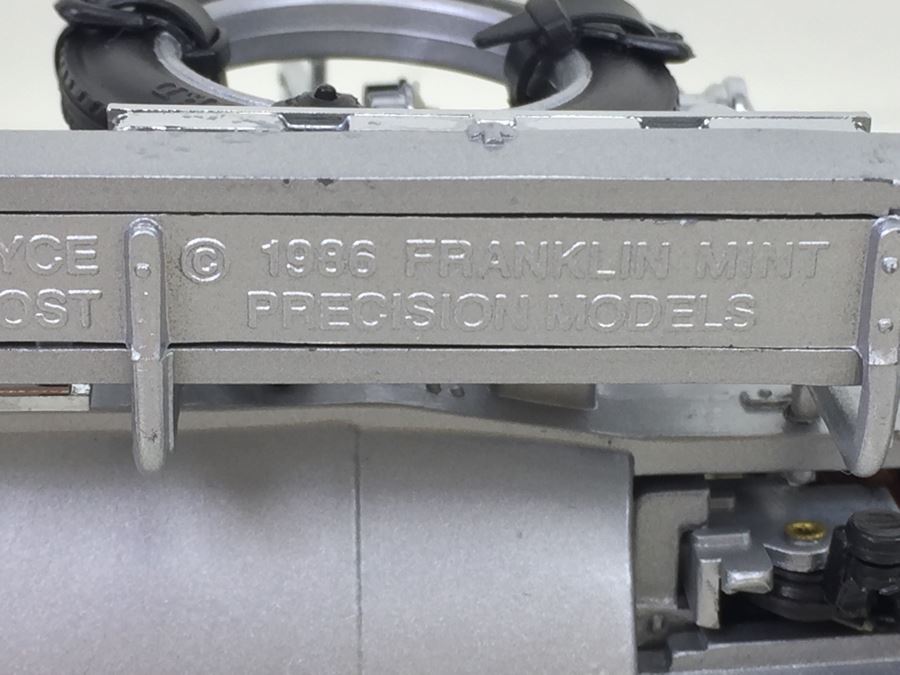 YCE © 1986 FRANKLIN MINT
OST PRECISION MODELS